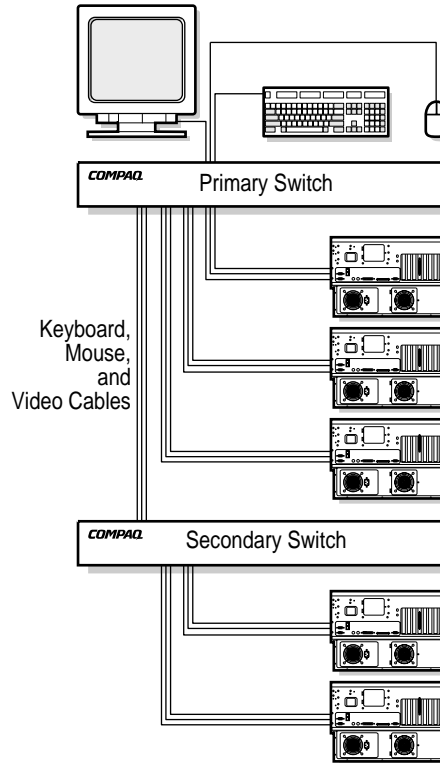 COMPAQ
Primary Switch
Keyboard,
Mouse,
and
Video Cables
COMPAQ
Secondary Switch